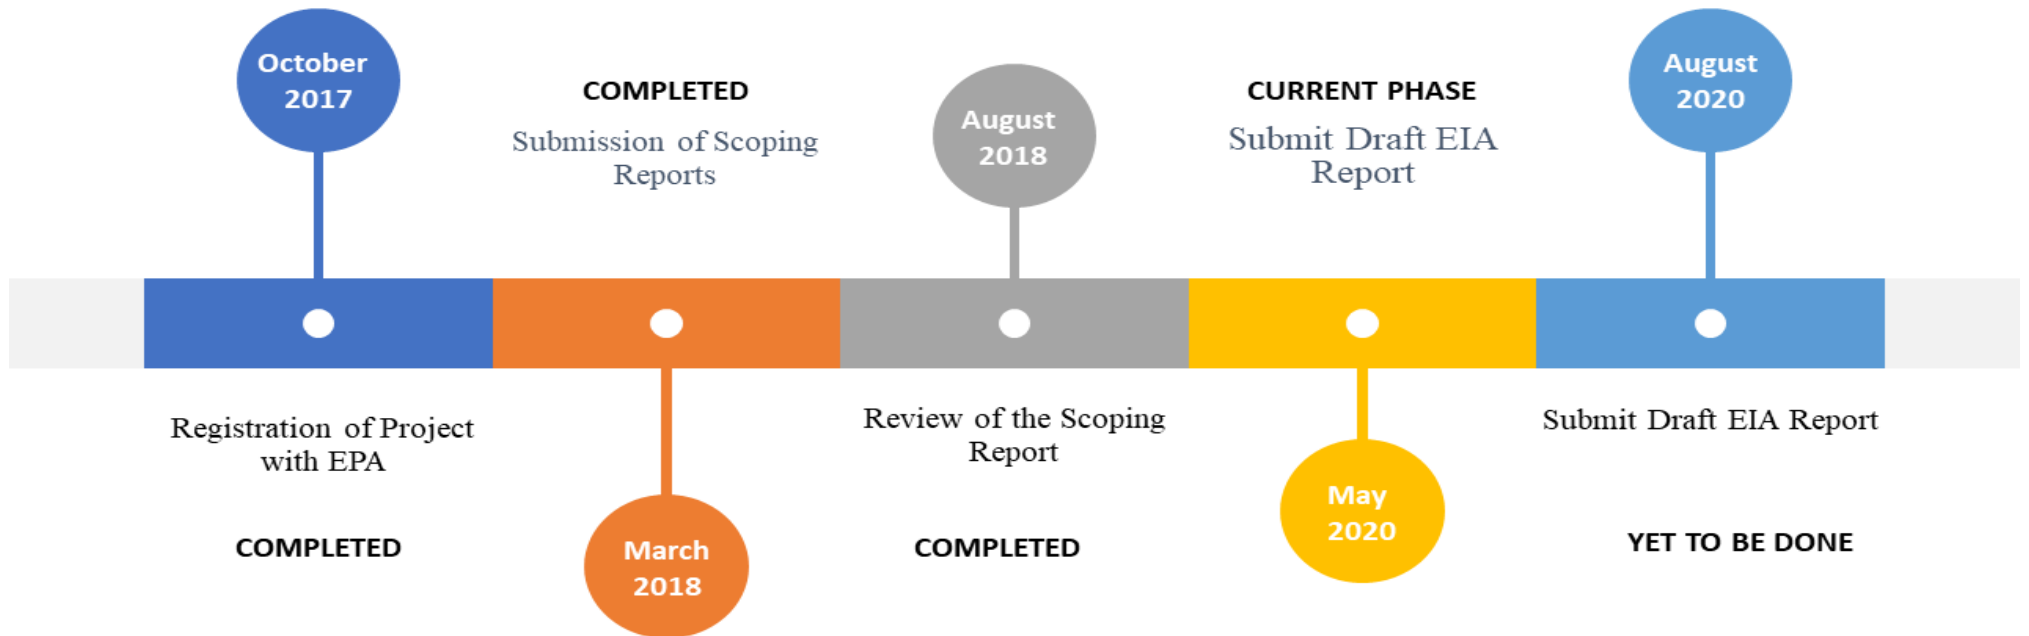 October
2017
Registration of Project
with EPA
COMPLETED
COMPLETED
Submission of Scoping
Reports
March
2018
August
2018
Review of the Scoping
Report
COMPLETED
CURRENT PHASE
Submit Draft EIA
Report
May
2020
August
2020
Submit Draft EIA Report
YET TO BE DONE